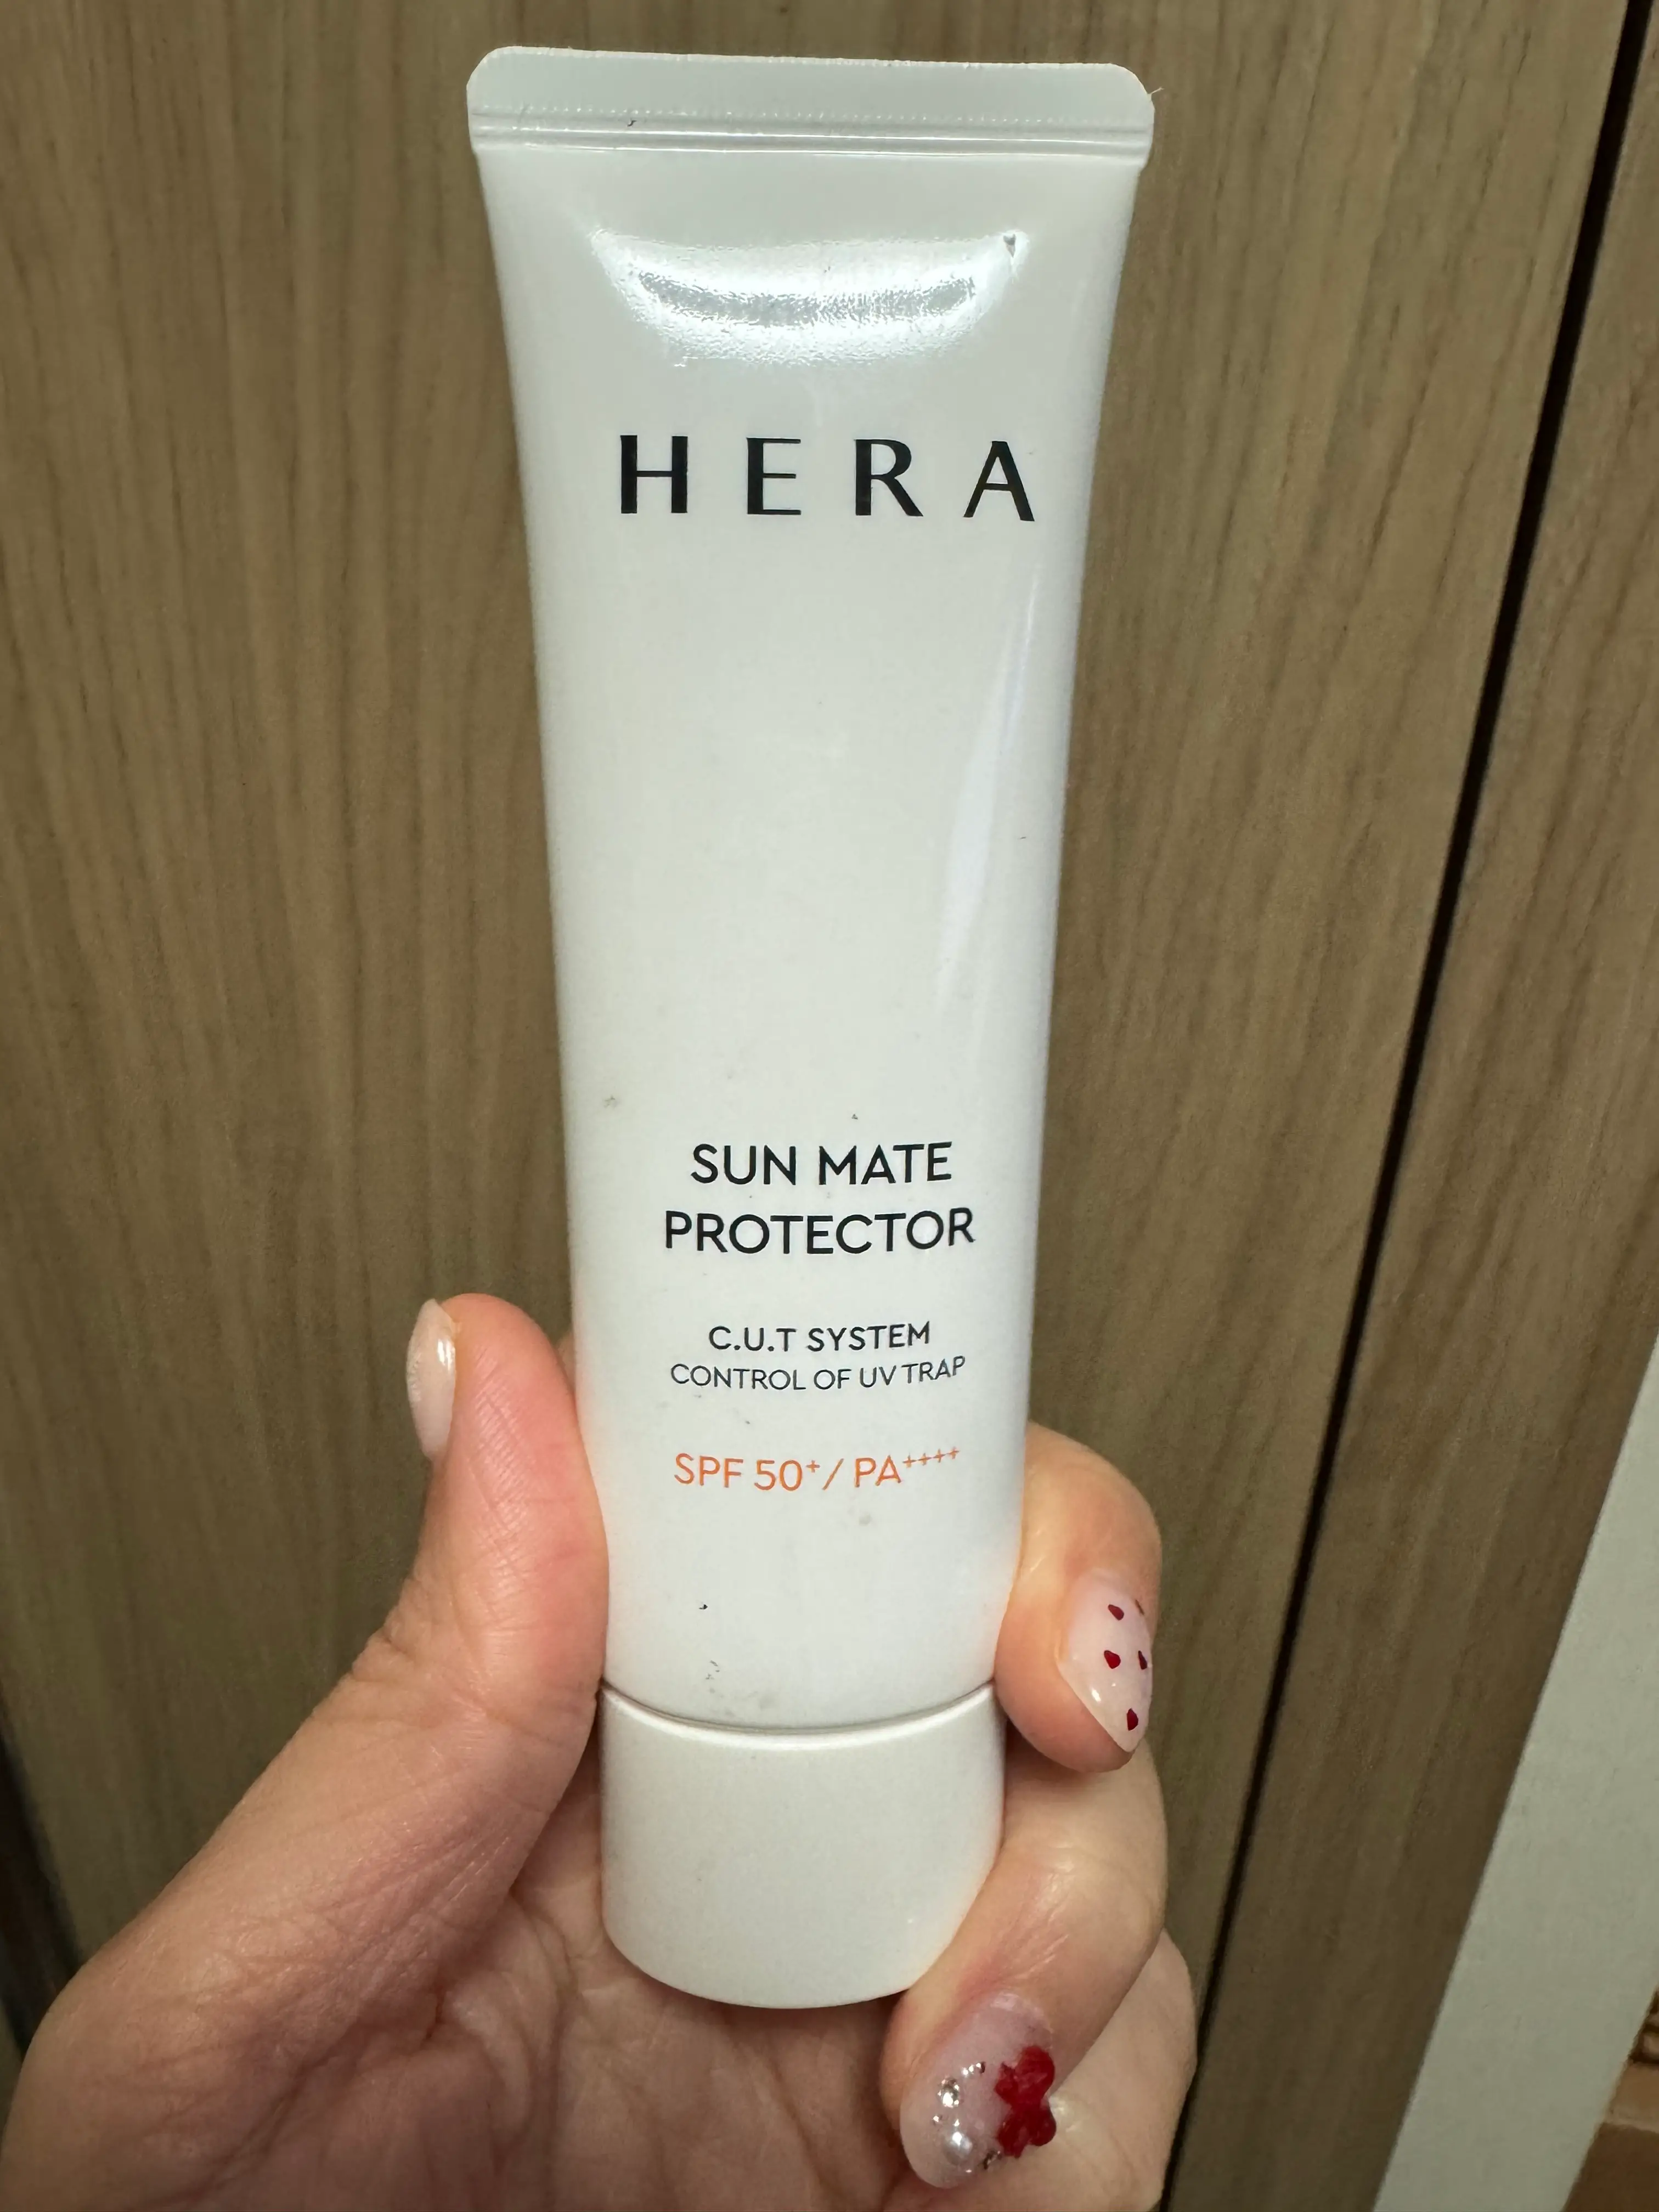 HERA
SUN MATE
PROTECTOR
C.U.T SYSTEM
CONTROL OF UV TRAP
SPF 50⁺/ PA⁺⁺⁺⁺